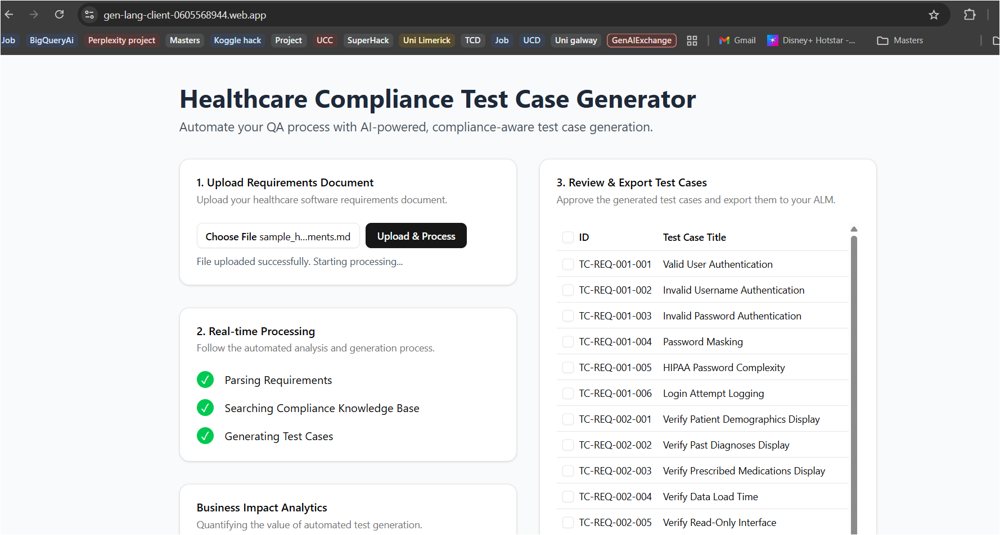 gen-lang-client-0605568944.web.app
Job BigQueryAi Perplexity project Masters Koggle hack Project UCC SuperHack Uni Limerick TCD Job UCD Uni galway GenAIExchange Gmail Disney+ Hotstar -... Masters
Healthcare Compliance Test Case Generator
Automate your QA process with AI-powered, compliance-aware test case generation.
1. Upload Requirements Document
Upload your healthcare software requirements document.
Choose File sample_h...ments.md Upload & Process
File uploaded successfully. Starting processing...
2. Real-time Processing
Follow the automated analysis and generation process.
Parsing Requirements
Searching Compliance Knowledge Base
Generating Test Cases
Business Impact Analytics
Quantifying the value of automated test generation.
3. Review & Export Test Cases
Approve the generated test cases and export them to your ALM.
ID Test Case Title
TC-REQ-001-001 Valid User Authentication
TC-REQ-001-002 Invalid Username Authentication
TC-REQ-001-003 Invalid Password Authentication
TC-REQ-001-004 Password Masking
TC-REQ-001-005 HIPAA Password Complexity
TC-REQ-001-006 Login Attempt Logging
TC-REQ-002-001 Verify Patient Demographics Display
TC-REQ-002-002 Verify Past Diagnoses Display
TC-REQ-002-003 Verify Prescribed Medications Display
TC-REQ-002-004 Verify Data Load Time
TC-REQ-002-005 Verify Read-Only Interface